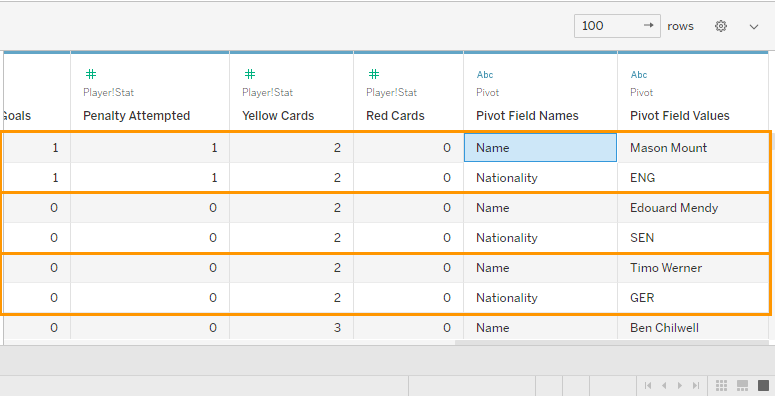 100 → rows
# # # Abc Abc
Player!Stat Player!Stat Player!Stat Pivot Pivot
Goals Penalty Attempted Yellow Cards Red Cards Pivot Field Names Pivot Field Values
1 1 2 0 Name Mason Mount
1 1 2 0 Nationality ENG
0 0 2 0 Name Edouard Mendy
0 0 2 0 Nationality SEN
0 0 2 0 Name Timo Werner
0 0 2 0 Nationality GER
0 0 3 0 Name Ben Chilwell